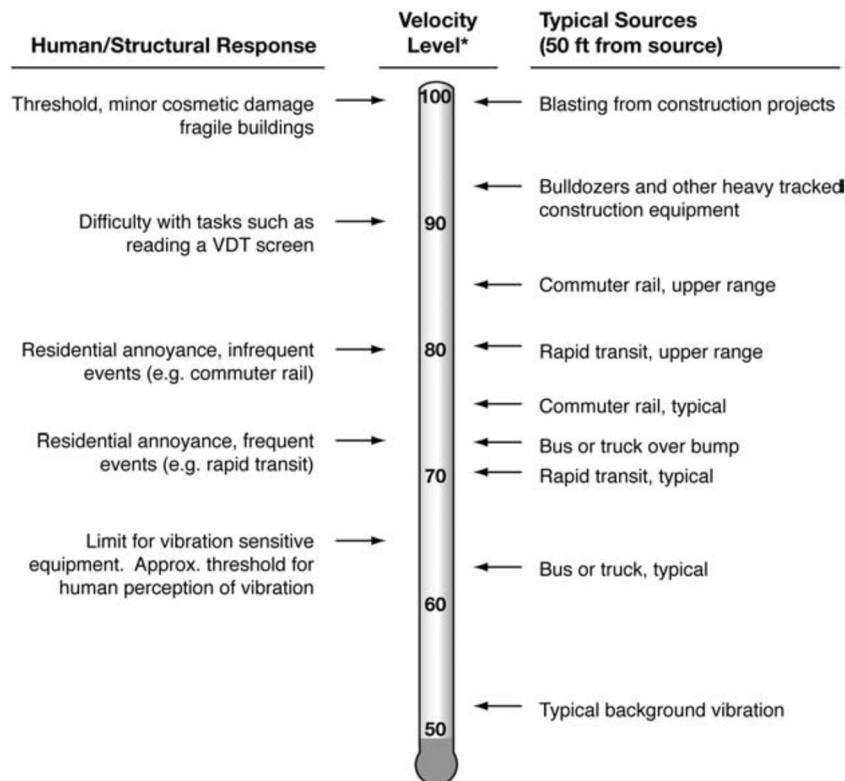 Human/Structural Response
Velocity
Level*
Typical Sources
(50 ft from source)
Threshold, minor cosmetic damage
fragile buildings
100
Blasting from construction projects
Bulldozers and other heavy tracked
construction equipment
Difficulty with tasks such as
reading a VDT screen
90
Commuter rail, upper range
Residential annoyance, infrequent
events (e.g. commuter rail)
80
Rapid transit, upper range
Commuter rail, typical
Residential annoyance, frequent
events (e.g. rapid transit)
Bus or truck over bump
70
Rapid transit, typical
Limit for vibration sensitive
equipment. Approx. threshold for
human perception of vibration
Bus or truck, typical
60
Typical background vibration
50